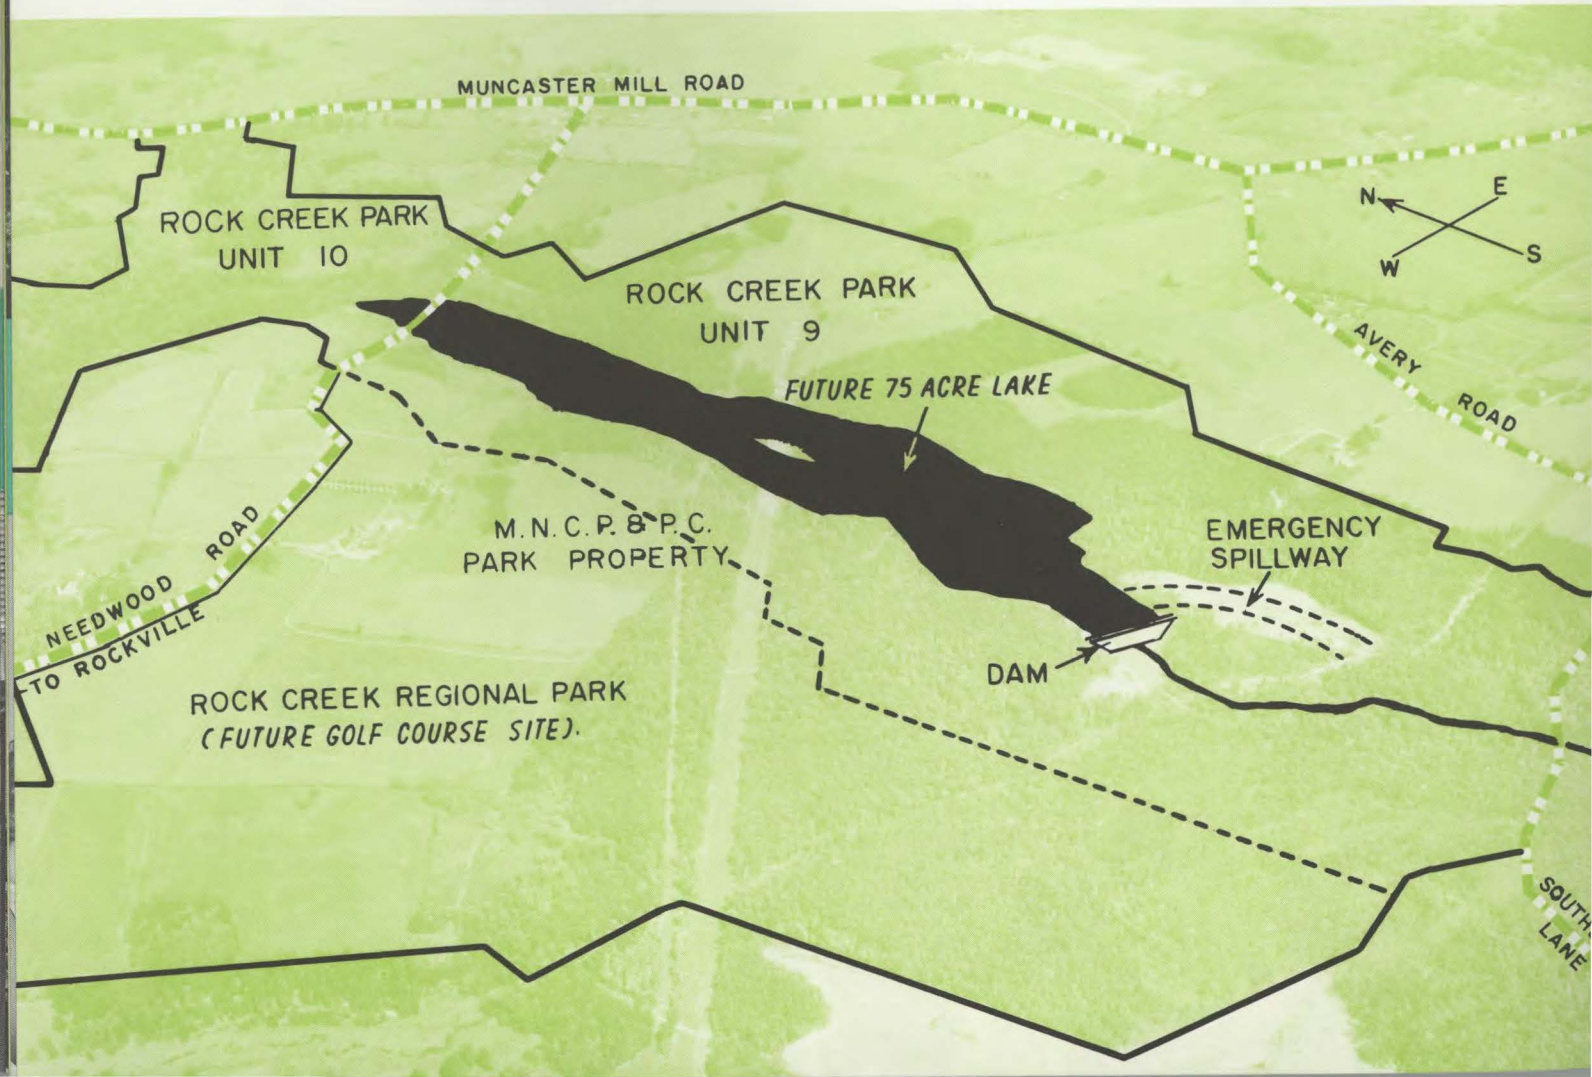 MUNCASTER MILL ROAD
ROCK CREEK PARK
UNIT 10
N
E
W
S
ROCK CREEK PARK
UNIT 9
AVERY
ROAD
FUTURE 75 ACRE LAKE
M.N.C.P. & P.C.
PARK PROPERTY
EMERGENCY
SPILLWAY
NEEDWOOD ROAD
TO ROCKVILLE
DAM
ROCK CREEK REGIONAL PARK
(FUTURE GOLF COURSE SITE).
LANE